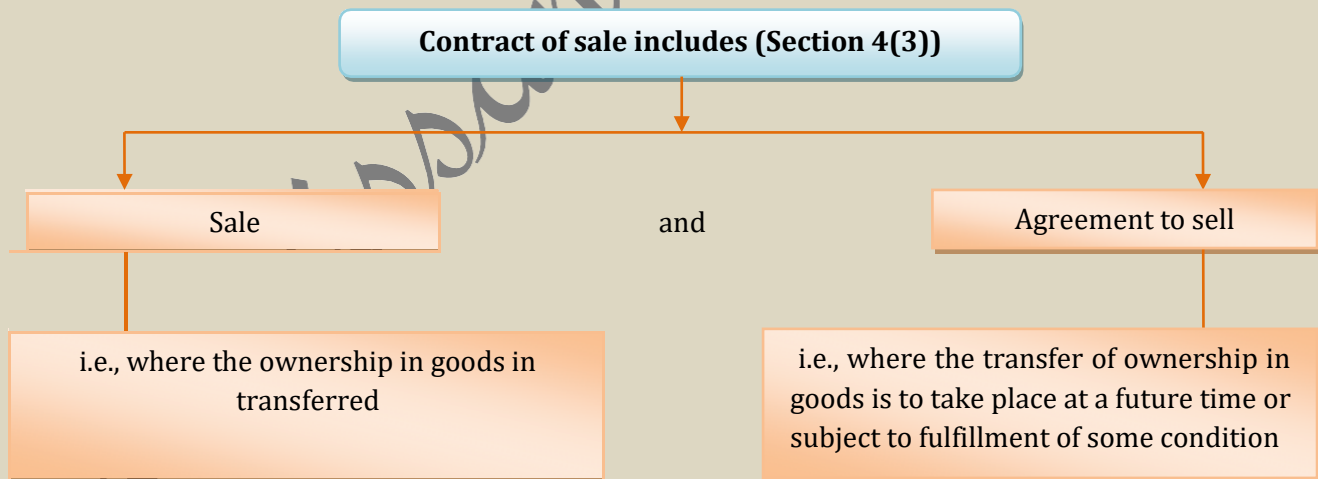 Contract of sale includes (Section 4(3))
Sale
and
Agreement to sell
i.e., where the ownership in goods in
transferred
i.e., where the transfer of ownership in
goods is to take place at a future time or
subject to fulfillment of some condition